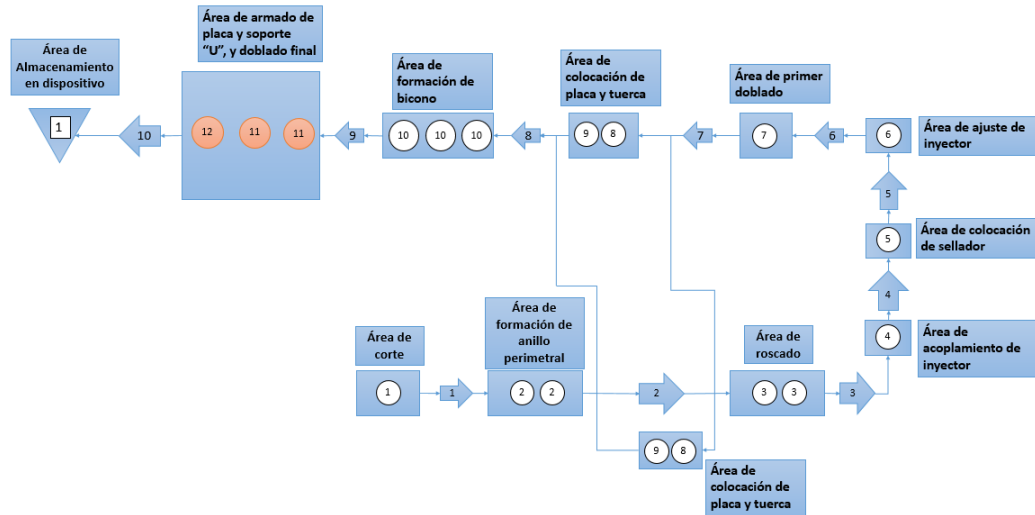 Área de armado de
placa y soporte
“U”, y doblado final
Área de
Almacenamiento
en dispositivo
Área de
formación de
bicono
Área de
colocación de
placa y tuerca
Área de primer
doblado
1
10
12
11
11
9
10
10
10
8
9
8
7
7
6
6
Área de ajuste de
inyector
5
5
Área de colocación
de sellador
4
4
Área de
acoplamiento de
inyector
Área de
corte
Área de
formación de
anillo
perimetral
Área de
roscado
1
1
2
2
2
3
3
3
9
8
Área de
colocación de
placa y tuerca